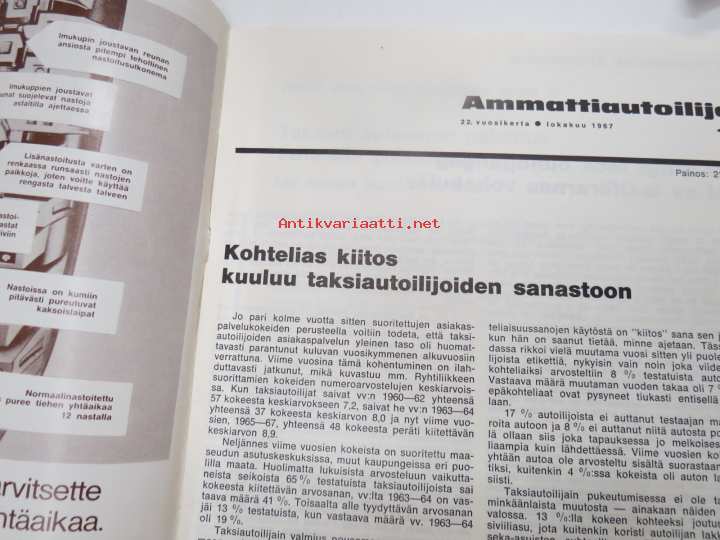 Imukupin joustavan reunan
ansiosta pitempi tehollinen
nastoitusulkonema
Imukuppien joustavat
unat suojelevat nastoja
asfaltilla ajettaessa
Lisänastoitusta varten on
renkaassa runsaasti nastojen
paikkoja, joten voitte käyttää
rengasta talvesta talveen
Nastoissa on kumiin
pitävästi pureutuvat
kaksoislaipat
Normaalinastoitettu
puree tiehen yhtäaikaa
12 nastalla
arvitsette
ntäaikaa.
Ammattiautoilija
22. vuosikerta ● lokakuu 1967
Painos: 2
Antikvariaatti.net
Kohtelias kiitos
kuuluu taksiautoilijoiden sanastoon
Jo pari kolme vuotta sitten suoritettujen asiakas-
palvelukokeiden perusteella voitiin todeta, että taksi-
autoilijoiden asiakaspalvelun yleinen taso oli huomat-
tavasti parantunut kuluvan vuosikymmenen alkuvuosiin
verrattuna. Viime vuosina tämä kohentuminen on ilah-
duttavasti jatkunut, mikä kuvastuu mm. Ryhtiliikkeen
suorittamien kokeiden numeroarvostelujen keskiarvois-
sa. Kun taksiautoilijat saivat vv:n 1960—62 yhteensä
57 kokeesta keskiarvokseen 7,2, saivat he vv:n 1963—64
yhteensä 37 kokeesta keskiarvon 8,0 ja nyt viime vuo-
sien, 1965—67, yhteensä 48 kokeesta peräti kiitettävän
keskiarvon 8,9.
Neljännes viime vuosien kokeista on suoritettu maa-
seudun asutuskeskuksissa, muut kaupungeissa eri puo-
lilla maata. Huolimatta lukuisista arvosteluun vaikutta-
neista seikoista 65 % testatuista taksiautoilijoista sai
kokeesta kiitettävän arvosanan, vv:lta 1963—64 on vas-
taava määrä 41 %. Toisaalta alle tyydyttävän arvosanan
jäi 13 % testatuista, kun vastaava määrä vv. 1963—64
oli 19 %.
Taksiautoilijain palvelun
teliaisuussanojen käytöstä on "kiitos" sana sen j
kun hän on saanut tietää, minne ajetaan. Täss
dassa rikkoi vielä muutama vuosi sitten yli puole
lijoista etikettiä, nykyisin vain noin joka viide
kohteliaiksi arvosteltiin 8 % testatuista auto
Vastaava määrä muutaman vuoden takaa oli 7 %
epäkohteliaat ovat pysyneet tiukasti entisellä
laan.
17 % autoilijoista ei auttanut testaajan ma
roita autoon ja 8 % ei auttanut niitä autosta po
lä ollaan siis joka tapauksessa jo melkoises
liaampia kuin lähdettäessä. Viime vuosien kok
yhtään autoa ole arvosteltu sisältä suorastaan
tiksi, kuitenkin 4 %:ssa kokeista oli auton la
siisti.
Taksiautoilijain pukeutumisessa ei ole ta
minkäänlaista muutosta — ainakaan näiden
valossa. 13 %:lla kokeen kohteeksi joutu
siviiliasu, jota kuitenkin koristi autoilijan lak